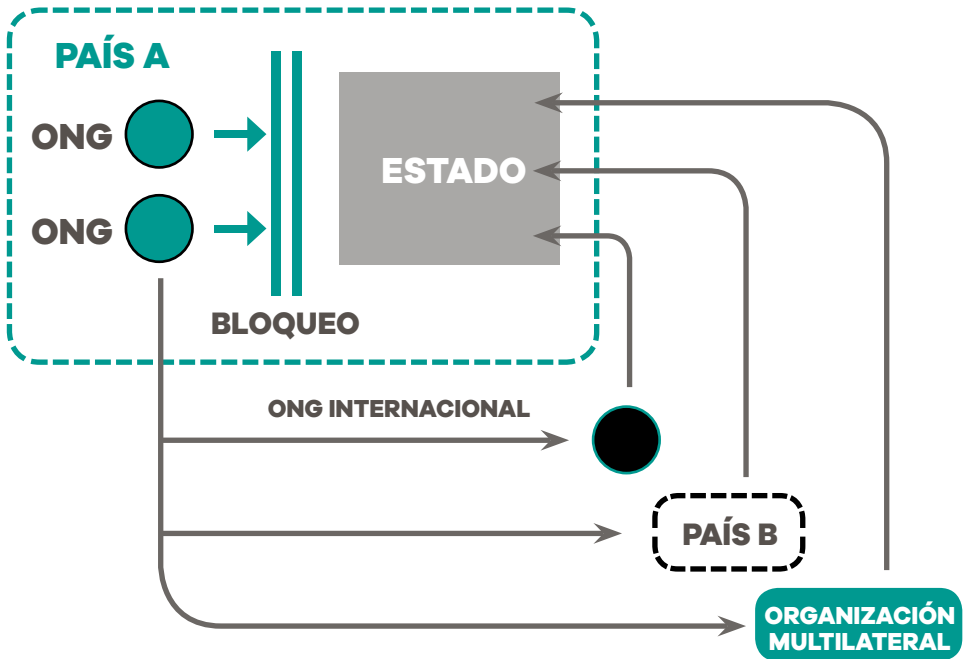 PAÍS A
ONG
ESTADO
ONG
BLOQUEO
ONG INTERNACIONAL
PAÍS B
ORGANIZACIÓN
MULTILATERAL